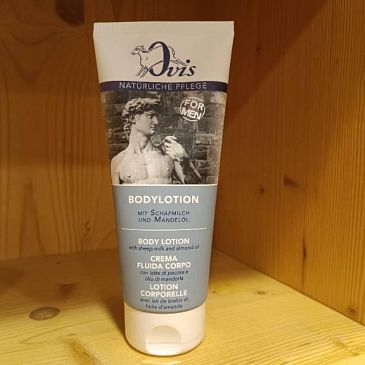 Ovis
NATÜRLICHE PFLEGE
FOR
MEN
BODYLOTION
MIT SCHAFMILCH
UND MANDELÖL
BODY LOTION
with sheep-milk and almond oil
CREMA
FLUIDA CORPO
con latte di pecora e
olio di mandorla
LOTION
CORPORELLE
avec lait de brebis et
huile d'amande